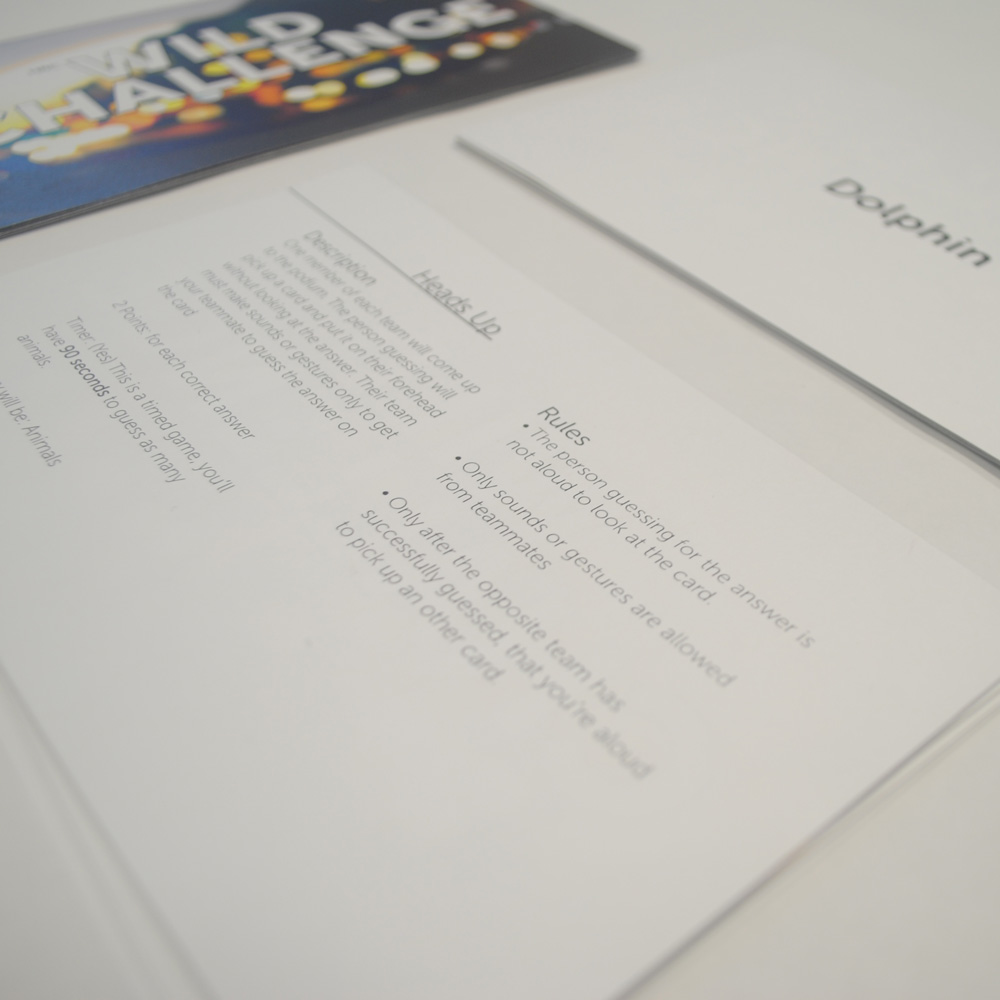 WILD
CHALLENGE
Dolphin
Heads Up
Description
One member of each team will come up
to the podium. The person guessing will
pick up a card and put it on their forehead
without looking at the answer. Their team
must make sounds or gestures only to get
your teammate to guess the answer on
the card
2 Points: for each correct answer
Timer: (Yes) This is a timed game, you'll
have 90 seconds to guess as many
animals.
will be: Animals
Rules
• The person guessing for the answer is
not aloud to look at the card.
• Only sounds or gestures are allowed
from teammates
• Only after the opposite team has
successfully guessed, that you're aloud
to pick up an other card.